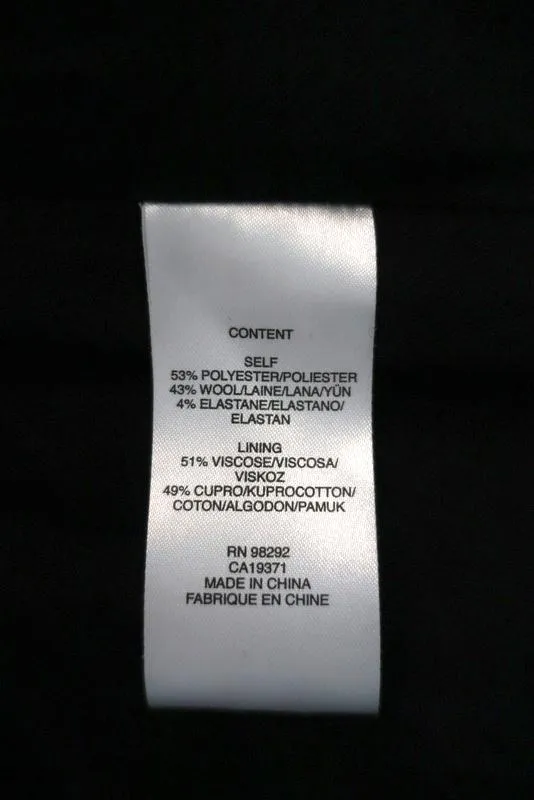 CONTENT
SELF
53% POLYESTER/POLIESTER
43% WOOL/LAINE/LANA/YÜN
4% ELASTANE/ELASTANO/
ELASTAN
LINING
51% VISCOSE/VISCOSA/
VISKOZ
49% CUPRO/KUPROCOTTON/
COTON/ALGODON/PAMUK
RN 98292
CA19371
MADE IN CHINA
FABRIQUE EN CHINE